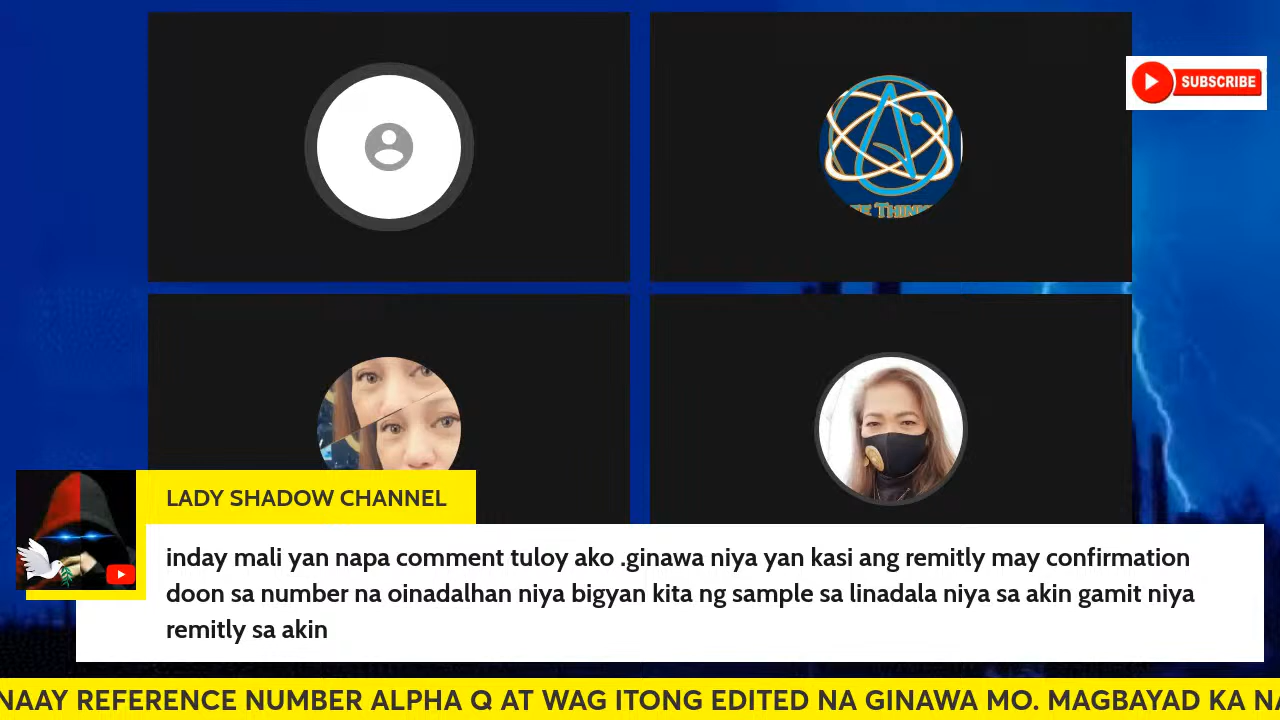 SUBSCRIBE
LADY SHADOW CHANNEL
inday mali yan napa comment tuloy ako .ginawa niya yan kasi ang remitly may confirmation
doon sa number na oinadalhan niya bigyan kita ng sample sa linadala niya sa akin gamit niya
remitly sa akin
NAAY REFERENCE NUMBER ALPHA Q AT WAG ITONG EDITED NA GINAWA MO. MAGBAYAD KA NA